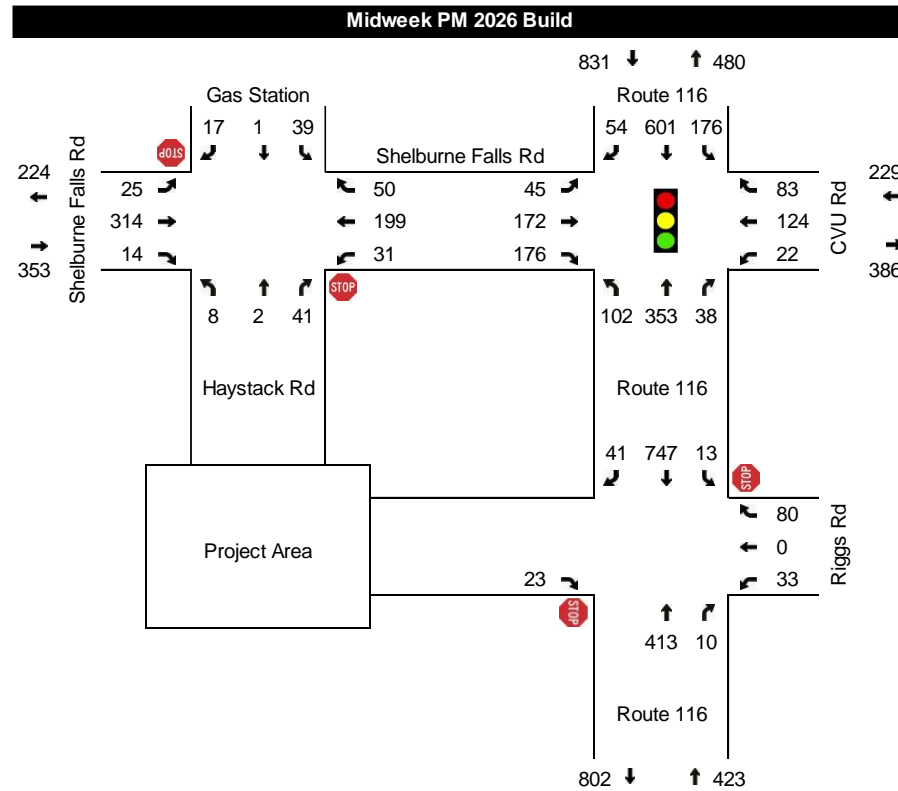 Midweek PM 2026 Build
831 480
Gas Station Route 116
17 1 39 54 601 176
STOP
Shelburne Falls Rd
Shelburne Falls Rd
224 229
25 50 45 83
314 199 172 124
CVU Rd
14 31 176 22
353 386
STOP
8 2 41 102 353 38
Haystack Rd Route 116
41 747 13
STOP
80
Project Area 0
Riggs Rd
23 33
STOP
413 10
Route 116
802 423